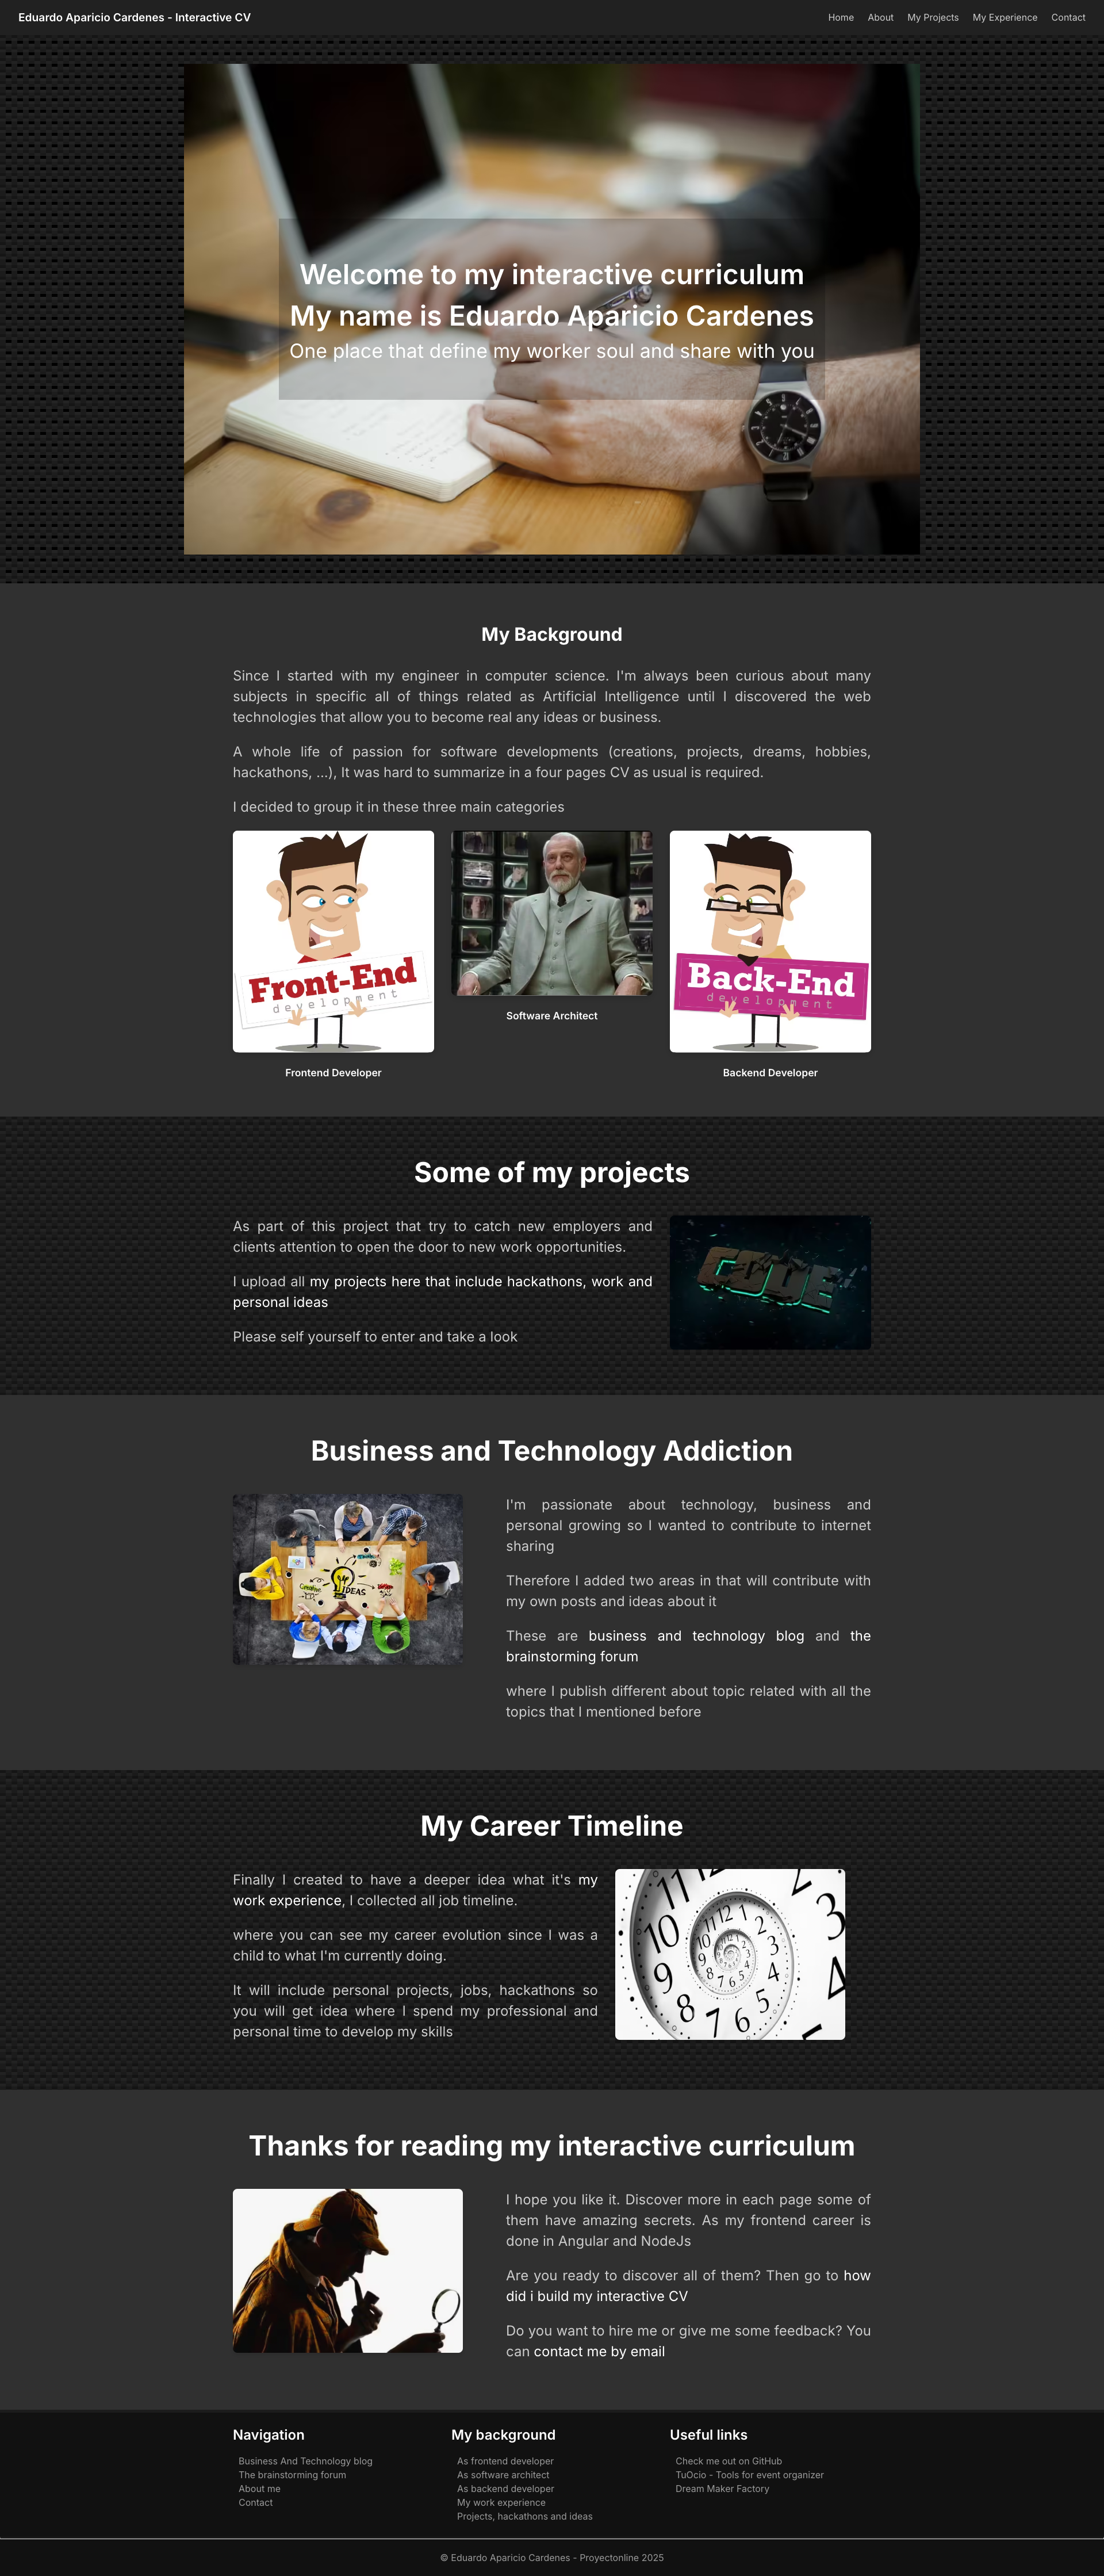 Eduardo Aparicio Cardenes - Interactive CV
Home About My Projects My Experience Contact
Welcome to my interactive curriculum
My name is Eduardo Aparicio Cardenes
One place that define my worker soul and share with you
My Background
Since I started with my engineer in computer science. I'm always been curious about many
subjects in specific all of things related as Artificial Intelligence until I discovered the web
technologies that allow you to become real any ideas or business.
A whole life of passion for software developments (creations, projects, dreams, hobbies,
hackathons, ...), It was hard to summarize in a four pages CV as usual is required.
I decided to group it in these three main categories
Front-End
development
Frontend Developer
Software Architect
Back-End
development
Backend Developer
Some of my projects
As part of this project that try to catch new employers and
clients attention to open the door to new work opportunities.
I upload all my projects here that include hackathons, work and
personal ideas
Please self yourself to enter and take a look
CODE
Business and Technology Addiction
Creative
IDEAS
I'm passionate about technology, business and
personal growing so I wanted to contribute to internet
sharing
Therefore I added two areas in that will contribute with
my own posts and ideas about it
These are business and technology blog and the
brainstorming forum
where I publish different about topic related with all the
topics that I mentioned before
My Career Timeline
Finally I created to have a deeper idea what it's my
work experience, I collected all job timeline.
where you can see my career evolution since I was a
child to what I'm currently doing.
It will include personal projects, jobs, hackathons so
you will get idea where I spend my professional and
personal time to develop my skills
Thanks for reading my interactive curriculum
I hope you like it. Discover more in each page some of
them have amazing secrets. As my frontend career is
done in Angular and NodeJs
Are you ready to discover all of them? Then go to how
did i build my interactive CV
Do you want to hire me or give me some feedback? You
can contact me by email
Navigation
Business And Technology blog
The brainstorming forum
About me
Contact
My background
As frontend developer
As software architect
As backend developer
My work experience
Projects, hackathons and ideas
Useful links
Check me out on GitHub
TuOcio - Tools for event organizer
Dream Maker Factory
© Eduardo Aparicio Cardenes - Proyectonline 2025